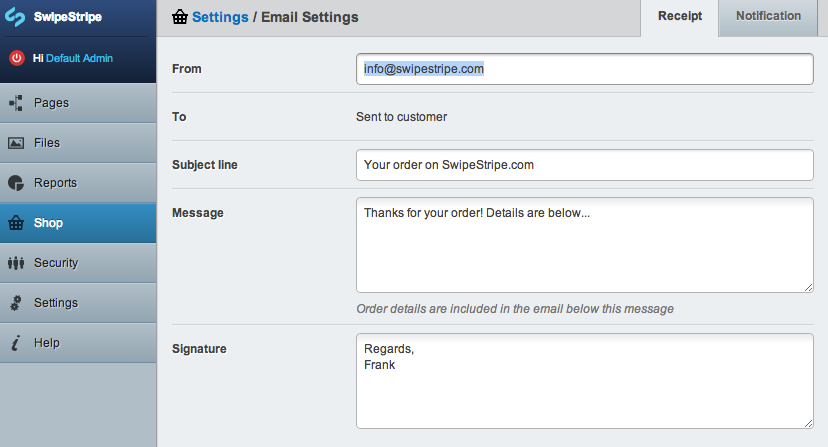 SwipeStripe
Hi Default Admin
Pages
Files
Reports
Shop
Security
Settings
Help
Settings / Email Settings
Receipt
Notification
From
info@swipestripe.com
To
Sent to customer
Subject line
Your order on SwipeStripe.com
Message
Thanks for your order! Details are below...
Order details are included in the email below this message
Signature
Regards,
Frank